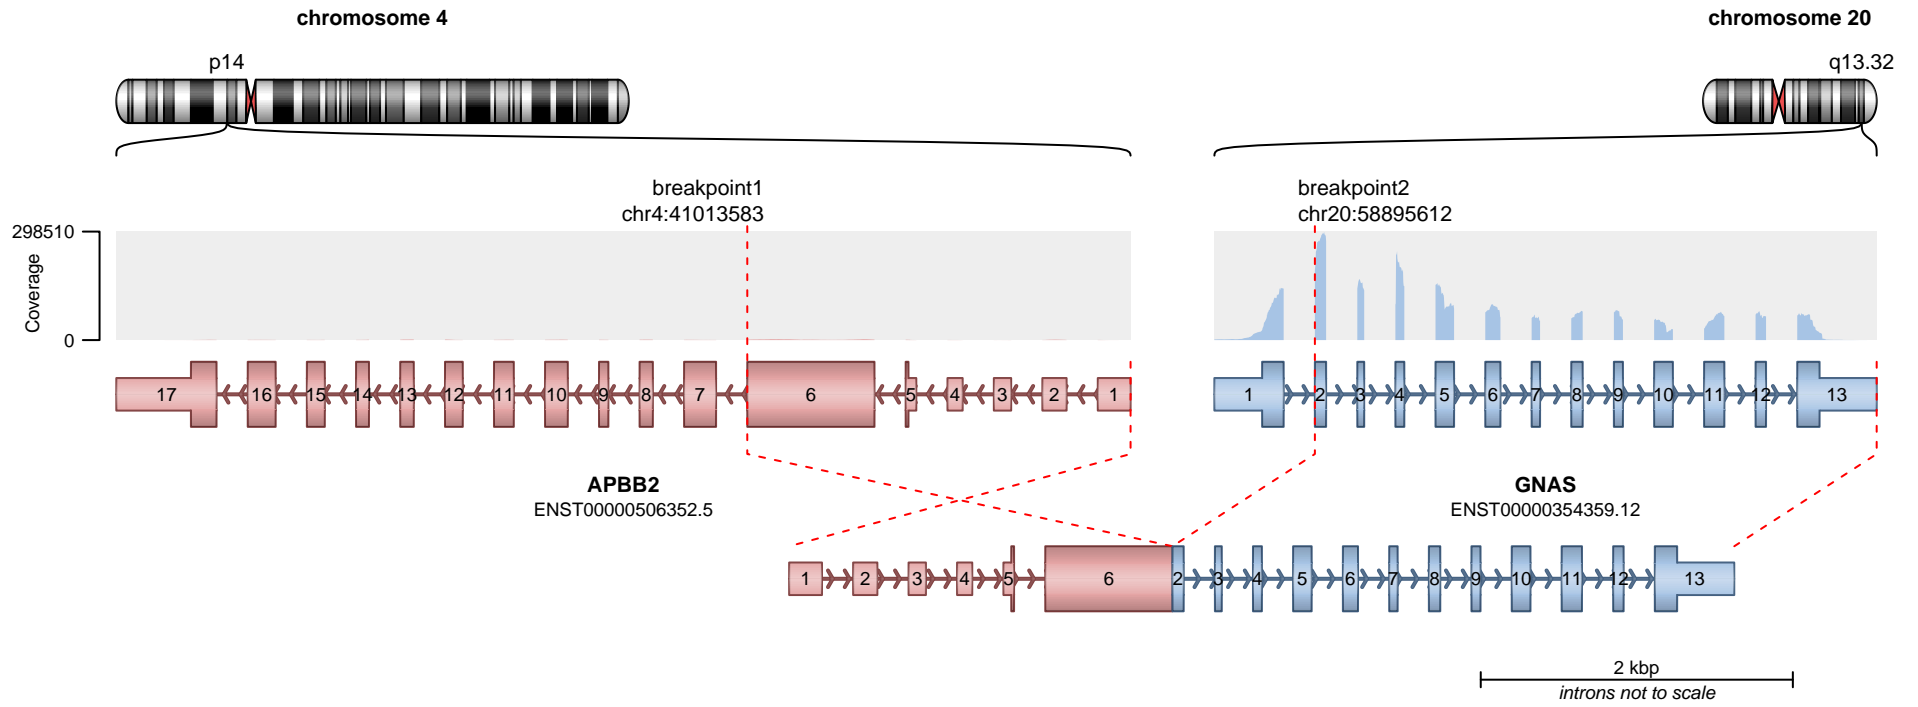 chromosome 4
chromosome 20
p14
q13.32
breakpoint1
chr4:41013583
breakpoint2
chr20:58895612
298510
Coverage
0
17 16 15 14 13 12 11 10 9 8 7 6 5 4 3 2 1
1 2 3 4 5 6 7 8 9 10 11 12 13
APBB2
ENST00000506352.5
GNAS
ENST00000354359.12
1 2 3 4 5 6 2 3 4 5 6 7 8 9 10 11 12 13
2 kbp
introns not to scale